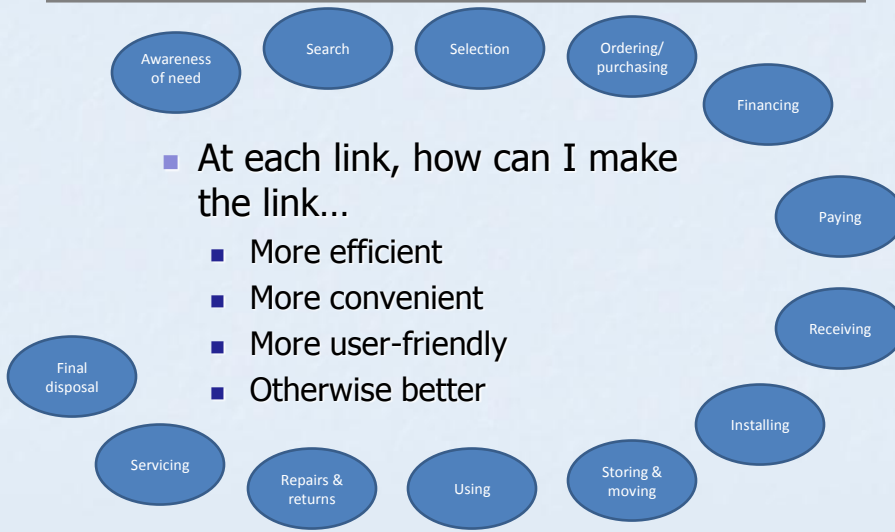 Awareness
of need
Search
Selection
Ordering/
purchasing
Financing
Paying
Receiving
Installing
Storing &
moving
Using
Repairs &
returns
Servicing
Final
disposal
At each link, how can I make
the link…
More efficient
More convenient
More user-friendly
Otherwise better